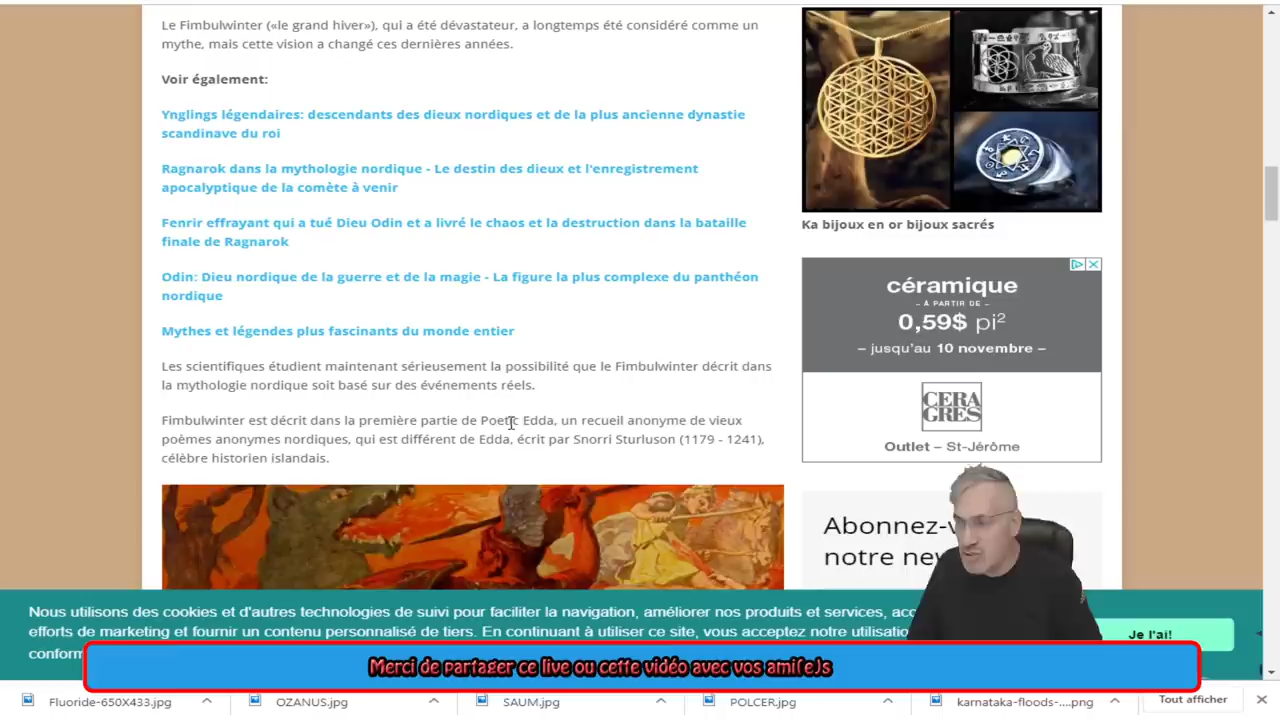 Le Fimbulwinter («le grand hiver»), qui a été dévastateur, a longtemps été considéré comme un
mythe, mais cette vision a changé ces dernières années.
Voir également:
Ynglings légendaires: descendants des dieux nordiques et de la plus ancienne dynastie
scandinave du roi
Ragnarok dans la mythologie nordique - Le destin des dieux et l'enregistrement
apocalyptique de la comète à venir
Fenrir effrayant qui a tué Dieu Odin et a livré le chaos et la destruction dans la bataille
finale de Ragnarok
Odin: Dieu nordique de la guerre et de la magie - La figure la plus complexe du panthéon
nordique
Mythes et légendes plus fascinants du monde entier
Les scientifiques étudient maintenant sérieusement la possibilité que le Fimbulwinter décrit dans
la mythologie nordique soit basé sur des événements réels.
Fimbulwinter est décrit dans la première partie de Poetic Edda, un recueil anonyme de vieux
poèmes anonymes nordiques, qui est différent de Edda, écrit par Snorri Sturluson (1179 - 1241),
célèbre historien islandais.
Ka bijoux en or bijoux sacrés
céramique
– À PARTIR DE –
0,59$ pi²
– jusqu'au 10 novembre –
CERA
GRES
Outlet – St-Jérôme
Abonnez-
notre
Nous utilisons des cookies et d'autres technologies de suivi pour faciliter la navigation, améliorer nos produits et services,
efforts de marketing et fournir un contenu personnalisé de tiers. En continuant à utiliser ce site, vous acceptez notre
Je l'ai!
Merci de partager ce live ou cette vidéo avec vos ami(e)s
Fluoride-650X433.jpg
OZANUS.jpg
SAUM.jpg
POLCER.jpg
karnataka-floods-....png
Tout afficher